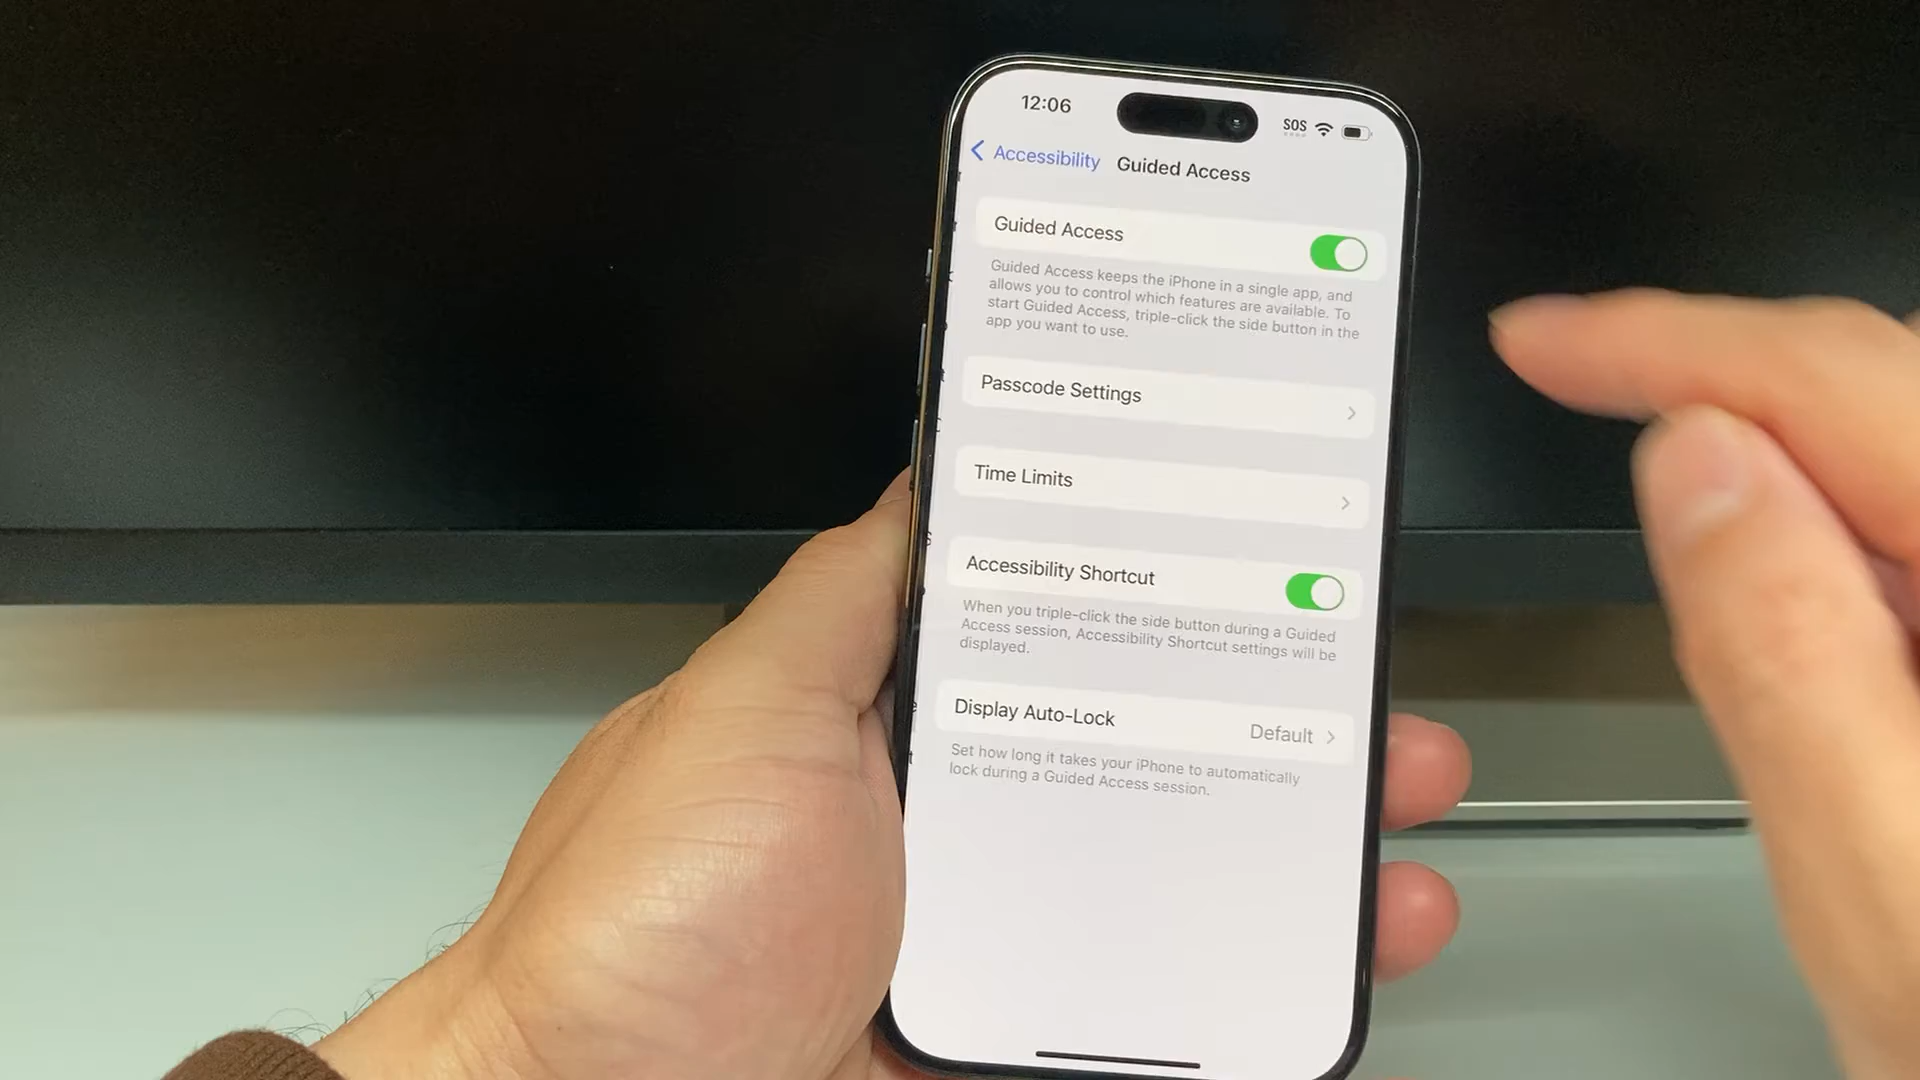 12:06
SOS
Accessibility
Guided Access
Guided Access
Guided Access keeps the iPhone in a single app, and
allows you to control which features are available. To
start Guided Access, triple-click the side button in the
app you want to use.
Passcode Settings
Time Limits
Accessibility Shortcut
When you triple-click the side button during a Guided
Access session, Accessibility Shortcut settings will be
displayed.
Display Auto-Lock
Default
Set how long it takes your iPhone to automatically
lock during a Guided Access session.